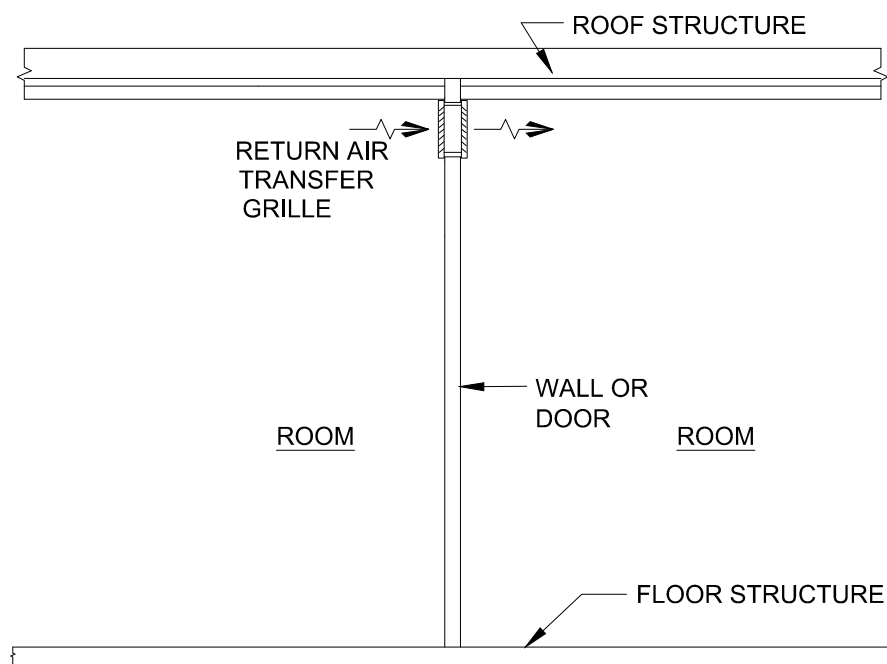 ROOF STRUCTURE
RETURN AIR
TRANSFER
GRILLE
WALL OR
DOOR
ROOM
ROOM
FLOOR STRUCTURE